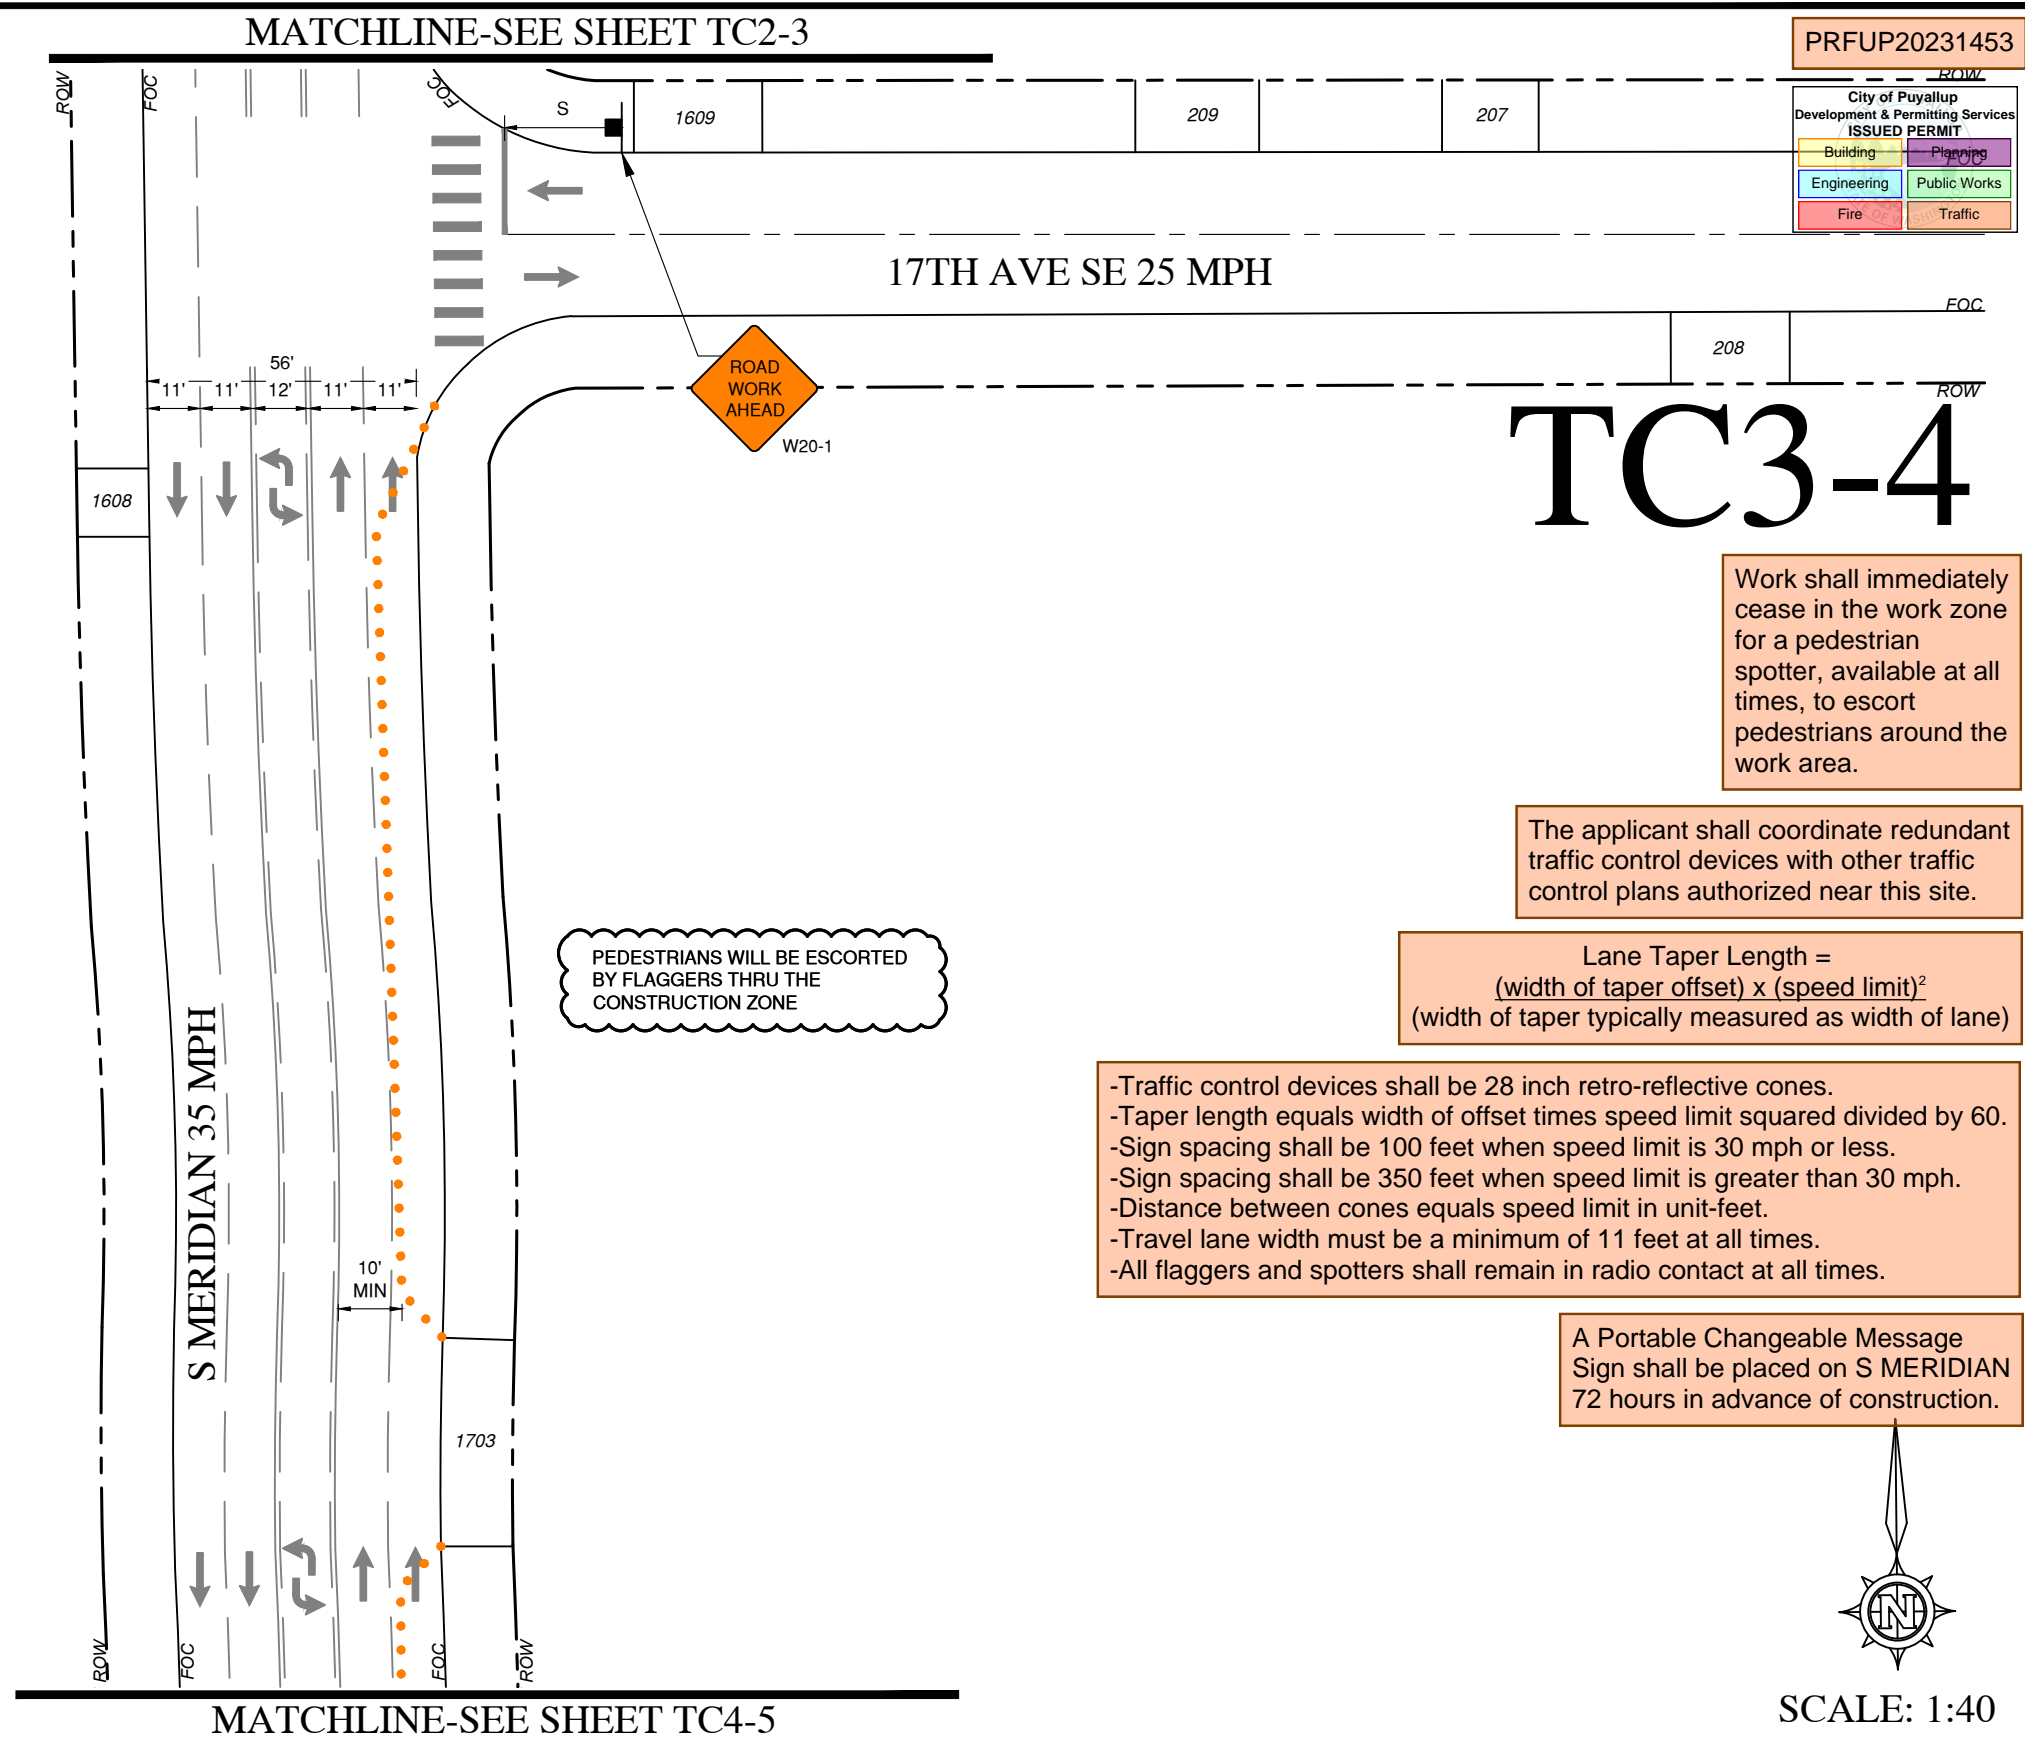 MATCHLINE-SEE SHEET TC2-3
PRFUP20231453
ROW
FOC
FOC
ROW
City of Puyallup
Development & Permitting Services
ISSUED PERMIT
Building
Planning
FOC
Engineering
Public Works
Fire
Traffic
S
1609
209
207
17TH AVE SE 25 MPH
FOC
208
ROW
56'
11'
11'
12'
11'
11'
ROAD
WORK
AHEAD
W20-1
TC3-4
1608
Work shall immediately
cease in the work zone
for a pedestrian
spotter, available at all
times, to escort
pedestrians around the
work area.
The applicant shall coordinate redundant
traffic control devices with other traffic
control plans authorized near this site.
PEDESTRIANS WILL BE ESCORTED
BY FLAGGERS THRU THE
CONSTRUCTION ZONE
Lane Taper Length =
(width of taper offset) x (speed limit)²
(width of taper typically measured as width of lane)
S MERIDIAN 35 MPH
-Traffic control devices shall be 28 inch retro-reflective cones.
-Taper length equals width of offset times speed limit squared divided by 60.
-Sign spacing shall be 100 feet when speed limit is 30 mph or less.
-Sign spacing shall be 350 feet when speed limit is greater than 30 mph.
-Distance between cones equals speed limit in unit-feet.
-Travel lane width must be a minimum of 11 feet at all times.
-All flaggers and spotters shall remain in radio contact at all times.
10'
MIN
A Portable Changeable Message
Sign shall be placed on S MERIDIAN
72 hours in advance of construction.
1703
N
ROW
FOC
FOC
ROW
MATCHLINE-SEE SHEET TC4-5
SCALE: 1:40